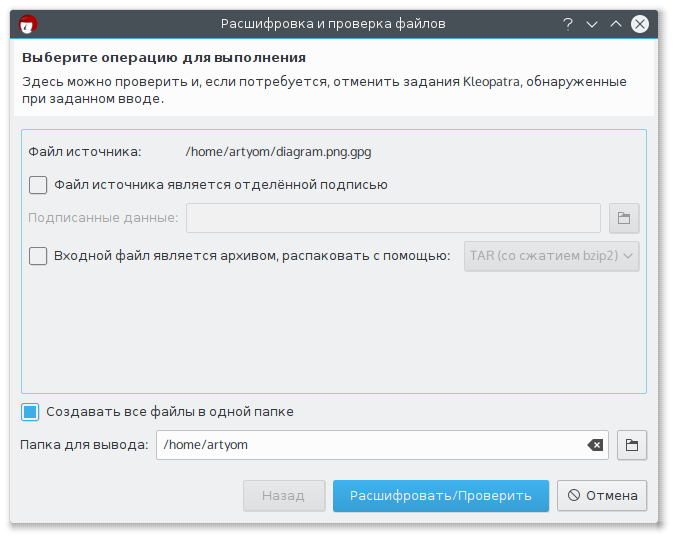 Расшифровка и проверка файлов
Выберите операцию для выполнения
Здесь можно проверить и, если потребуется, отменить задания Kleopatra, обнаруженные
при заданном вводе.
Файл источника: /home/artyom/diagram.png.gpg
Файл источника является отделённой подписью
Подписанные данные:
Входной файл является архивом, распаковать с помощью: TAR (со сжатием bzip2)
Создавать все файлы в одной папке
Папка для вывода: /home/artyom
Назад Расшифровать/Проверить Отмена